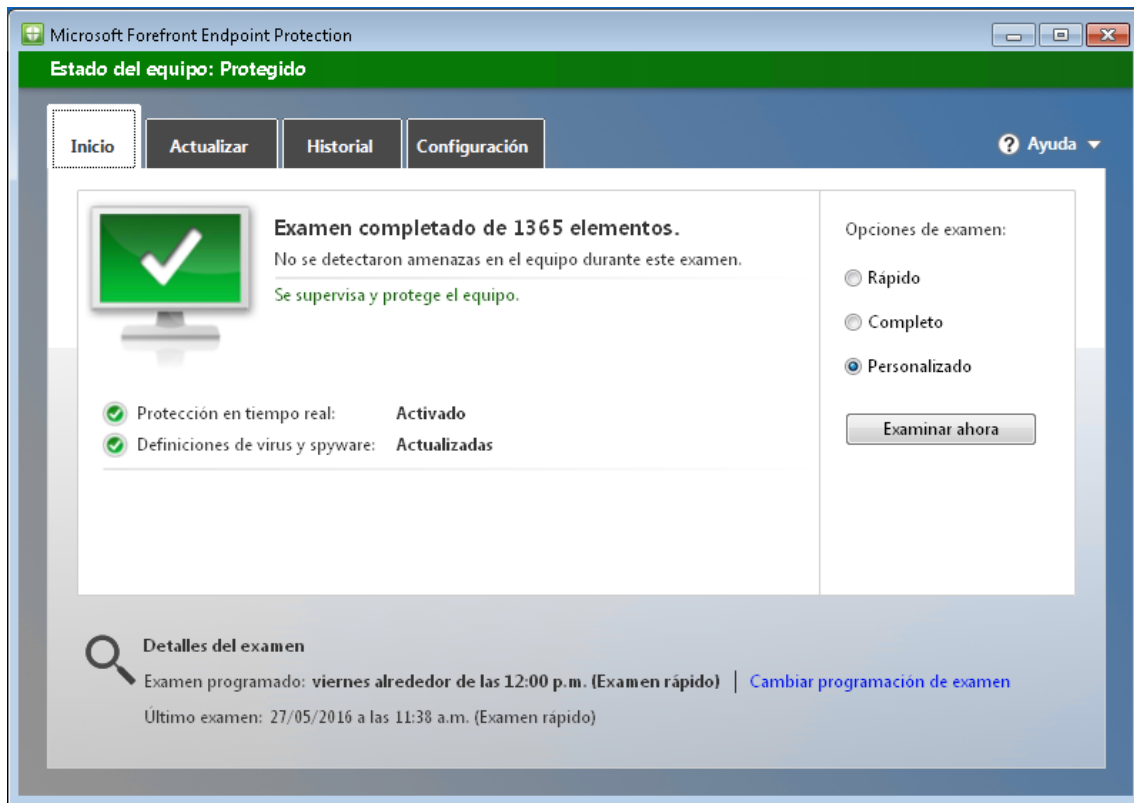 Microsoft Forefront Endpoint Protection
Estado del equipo: Protegido
Inicio
Actualizar
Historial
Configuración
? Ayuda
Examen completado de 1365 elementos.
No se detectaron amenazas en el equipo durante este examen.
Se supervisa y protege el equipo.
Protección en tiempo real: Activado
Definiciones de virus y spyware: Actualizadas
Opciones de examen:
Rápido
Completo
Personalizado
Examinar ahora
Detalles del examen
Examen programado: viernes alrededor de las 12:00 p.m. (Examen rápido) | Cambiar programación de examen
Último examen: 27/05/2016 a las 11:38 a.m. (Examen rápido)